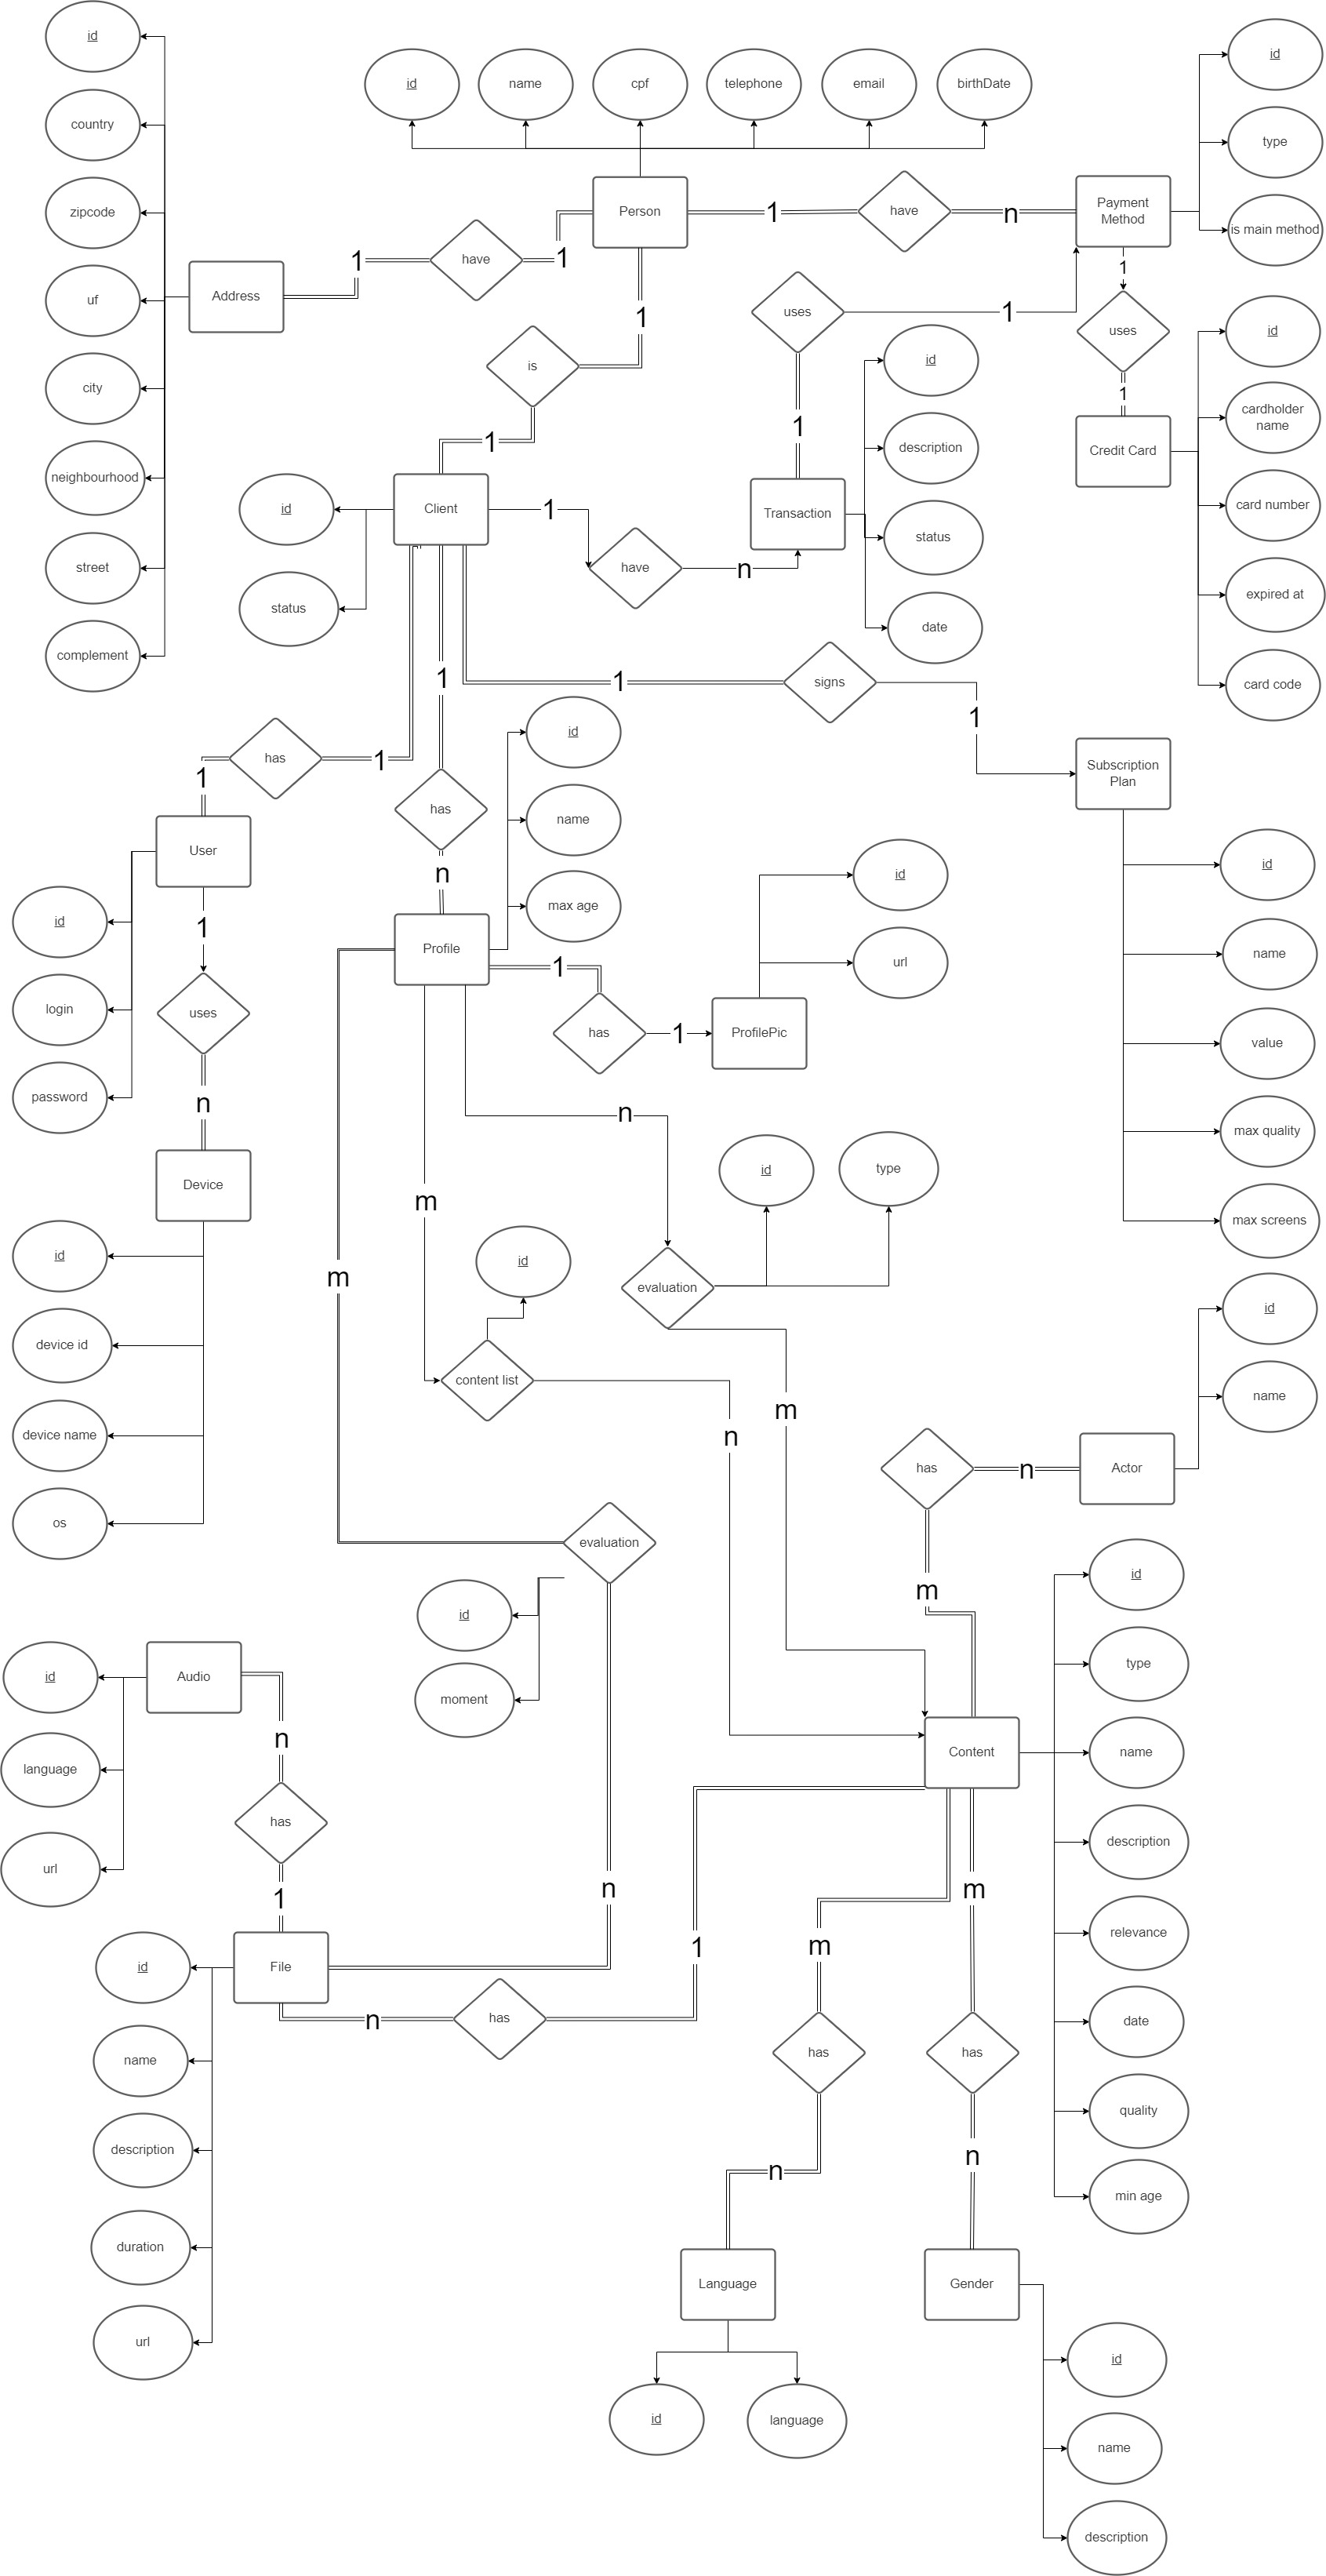 id
country
zipcode
uf
city
neighbourhood
street
complement
Address
1
have
1
id
name
cpf
telephone
email
birthDate
Person
1
have
n
Payment
Method
id
type
is main method
1
is
1
uses
1
1
1
uses
1
Credit Card
id
cardholder
name
card number
expired at
card code
Client
id
status
1
have
n
Transaction
id
description
status
date
1
signs
1
Subscription
Plan
id
name
value
max quality
max screens
1
has
1
User
id
login
password
1
uses
n
Device
id
device id
device name
os
1
has
n
Profile
id
name
max age
1
has
1
ProfilePic
id
url
n
evaluation
id
type
m
m
content list
id
n
m
evaluation
id
moment
n
Actor
id
name
n
has
m
Content
id
type
name
description
relevance
date
quality
min age
Audio
id
language
url
n
has
1
File
id
name
description
duration
url
n
has
1
m
has
n
Language
id
language
m
has
n
Gender
id
name
description